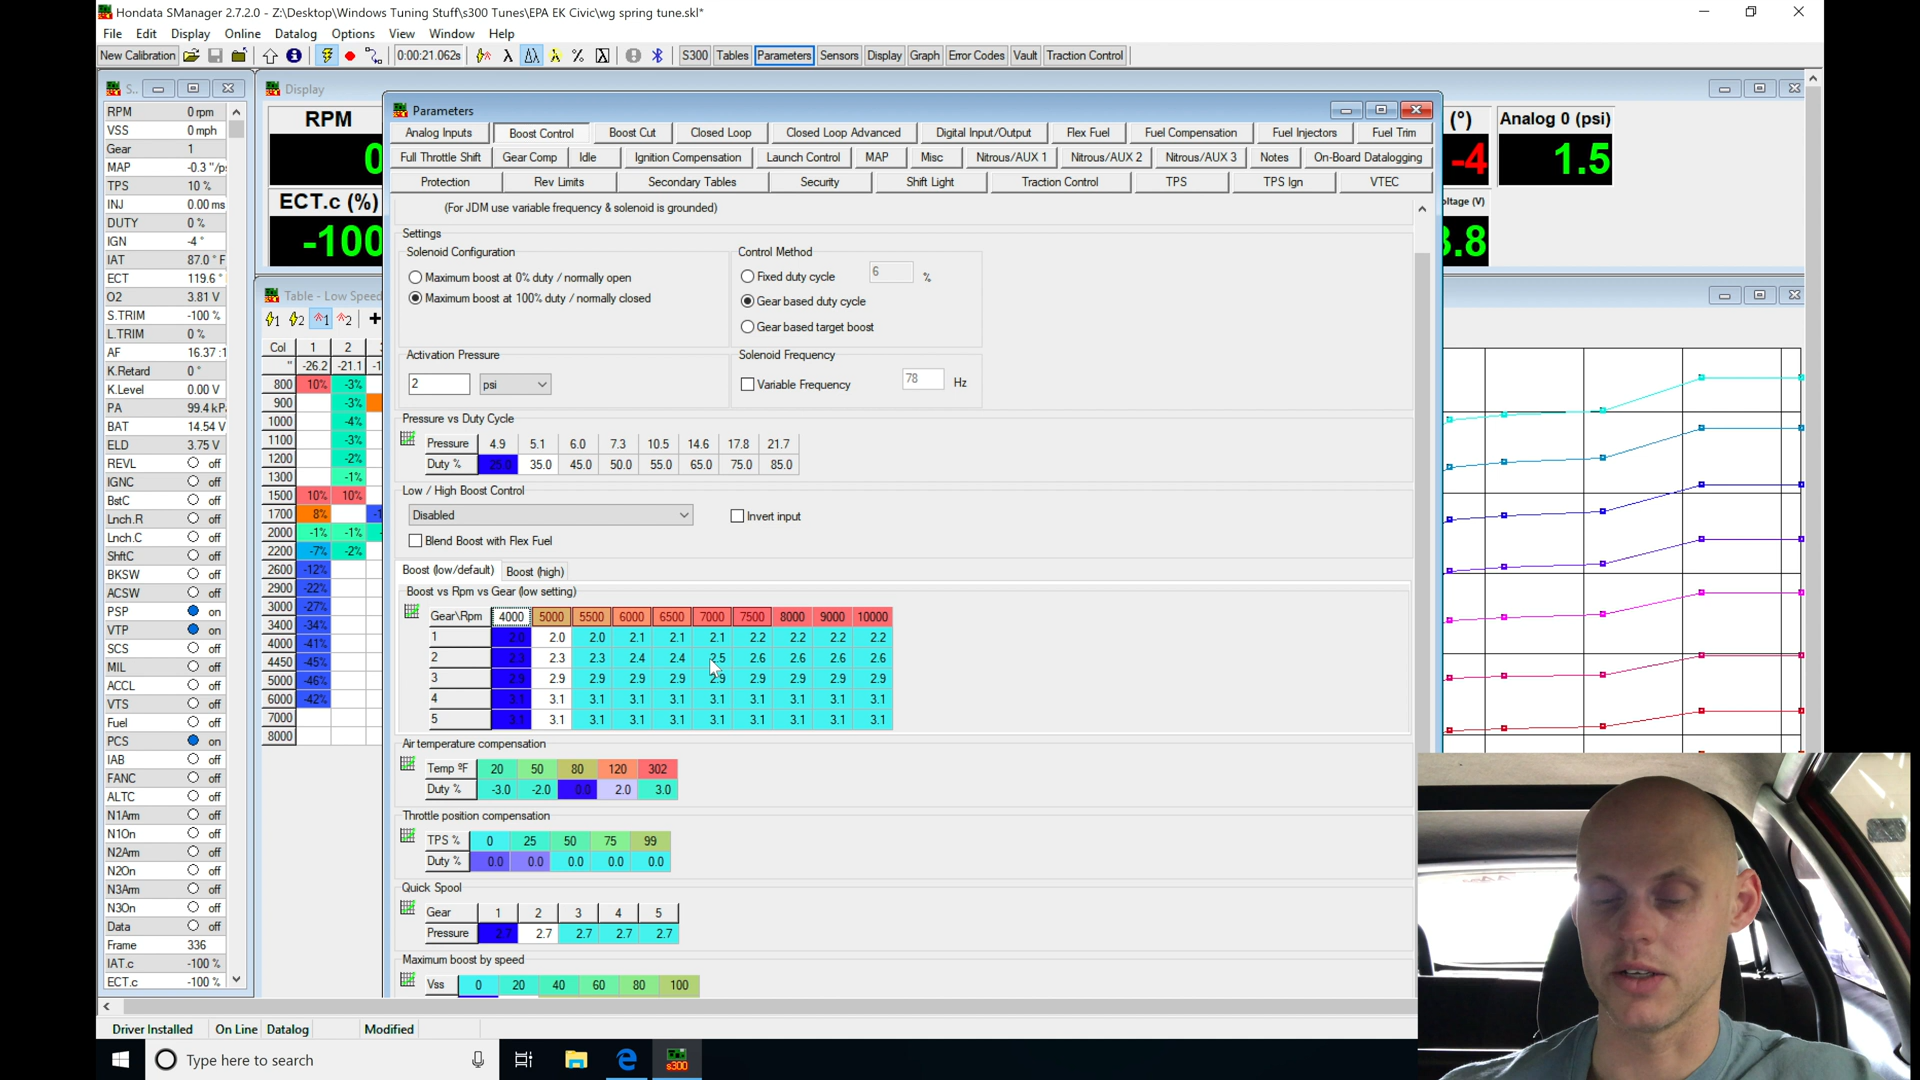 Hondata SManager 2.7.2.0 - Z:\Desktop\Windows Tuning Stuff\s300 Tunes\EPA EK Civic\wg spring tune.skl*
File Edit Display Online Datalog Options View Window Help
New Calibration 0:00:21.062s S300 Tables Parameters Sensors Display Graph Error Codes Vault Traction Control
S..
RPM 0 rpm
VSS 0 mph
Gear 1
MAP -0.3 "/p
TPS 10 %
INJ 0.00 ms
DUTY 0 %
IGN -4 °
IAT 87.0 ° F
ECT 119.6 °
O2 3.81 V
S.TRIM -100 %
L.TRIM 0 %
AF 16.37 :1
K.Retard 0 °
K.Level 0.00 V
PA 99.4 kP
BAT 14.54 V
ELD 3.75 V
REVL off
IGNC off
BstC off
Lnch.R off
Lnch.C off
ShftC off
BKSW off
ACSW off
PSP on
VTP on
SCS off
MIL off
ACCL off
VTS off
Fuel off
PCS on
IAB off
FANC off
ALTC off
N1Arm off
N1On off
N2Arm off
N2On off
N3Arm off
N3On off
Data off
Frame 336
IAT.c -100 %
ECT.c -100 %
Display
RPM
0
ECT.c (%)
-100
(°)
-4
Analog 0 (psi)
1.5
oltage (V)
3.8
Table - Low Speed
1 2 1 2 +
Col 1 2
" -26.2 -21.1 -1
800 10% -3%
900 -3%
1000 -4%
1100 -3%
1200 -2%
1300 -1%
1500 10% 10%
1700 8% -1
2000 -1% -1%
2200 -7% -2%
2600 -12%
2900 -22%
3000 -27%
3400 -34%
4000 -41%
4450 -45%
5000 -46%
6000 -42%
7000
8000
Parameters
Analog Inputs Boost Control Boost Cut Closed Loop Closed Loop Advanced Digital Input/Output Flex Fuel Fuel Compensation Fuel Injectors Fuel Trim
Full Throttle Shift Gear Comp Idle Ignition Compensation Launch Control MAP Misc Nitrous/AUX 1 Nitrous/AUX 2 Nitrous/AUX 3 Notes On-Board Datalogging
Protection Rev Limits Secondary Tables Security Shift Light Traction Control TPS TPS Ign VTEC
(For JDM use variable frequency & solenoid is grounded)
Settings
Solenoid Configuration
Maximum boost at 0% duty / normally open
Maximum boost at 100% duty / normally closed
Control Method
Fixed duty cycle 6 %
Gear based duty cycle
Gear based target boost
Activation Pressure
2 psi
Solenoid Frequency
Variable Frequency 78 Hz
Pressure vs Duty Cycle
Pressure 4.9 5.1 6.0 7.3 10.5 14.6 17.8 21.7
Duty % 25.0 35.0 45.0 50.0 55.0 65.0 75.0 85.0
Low / High Boost Control
Disabled Invert input
Blend Boost with Flex Fuel
Boost (low/default) Boost (high)
Boost vs Rpm vs Gear (low setting)
Gear\Rpm 4000 5000 5500 6000 6500 7000 7500 8000 9000 10000
1 2.0 2.0 2.0 2.1 2.1 2.1 2.2 2.2 2.2 2.2
2 2.3 2.3 2.3 2.4 2.4 2.5 2.6 2.6 2.6 2.6
3 2.9 2.9 2.9 2.9 2.9 2.9 2.9 2.9 2.9 2.9
4 3.1 3.1 3.1 3.1 3.1 3.1 3.1 3.1 3.1 3.1
5 3.1 3.1 3.1 3.1 3.1 3.1 3.1 3.1 3.1 3.1
Air temperature compensation
Temp ºF 20 50 80 120 302
Duty % -3.0 -2.0 0.0 2.0 3.0
Throttle position compensation
TPS % 0 25 50 75 99
Duty % 0.0 0.0 0.0 0.0 0.0
Quick Spool
Gear 1 2 3 4 5
Pressure 2.7 2.7 2.7 2.7 2.7
Maximum boost by speed
Vss 0 20 40 60 80 100
Driver Installed On Line Datalog Modified
Type here to search
s300